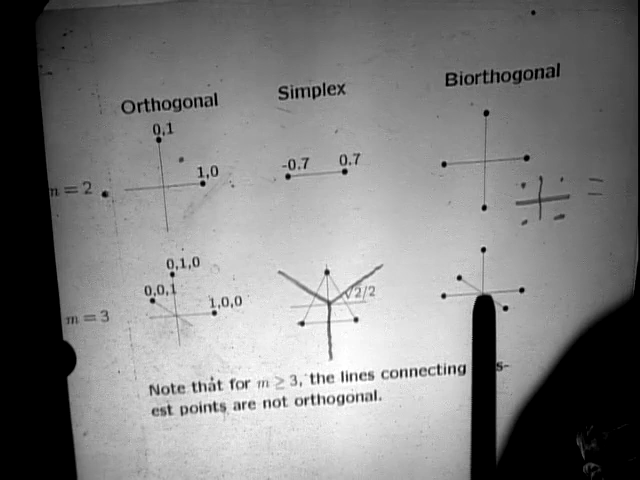 Orthogonal Simplex Biorthogonal
0,1
-0.7 0.7
1,0
m = 2
0,1,0
0,0,1
√2/2
1,0,0
m = 3
Note that for m ≥ 3, the lines connecting s-
est points are not orthogonal.